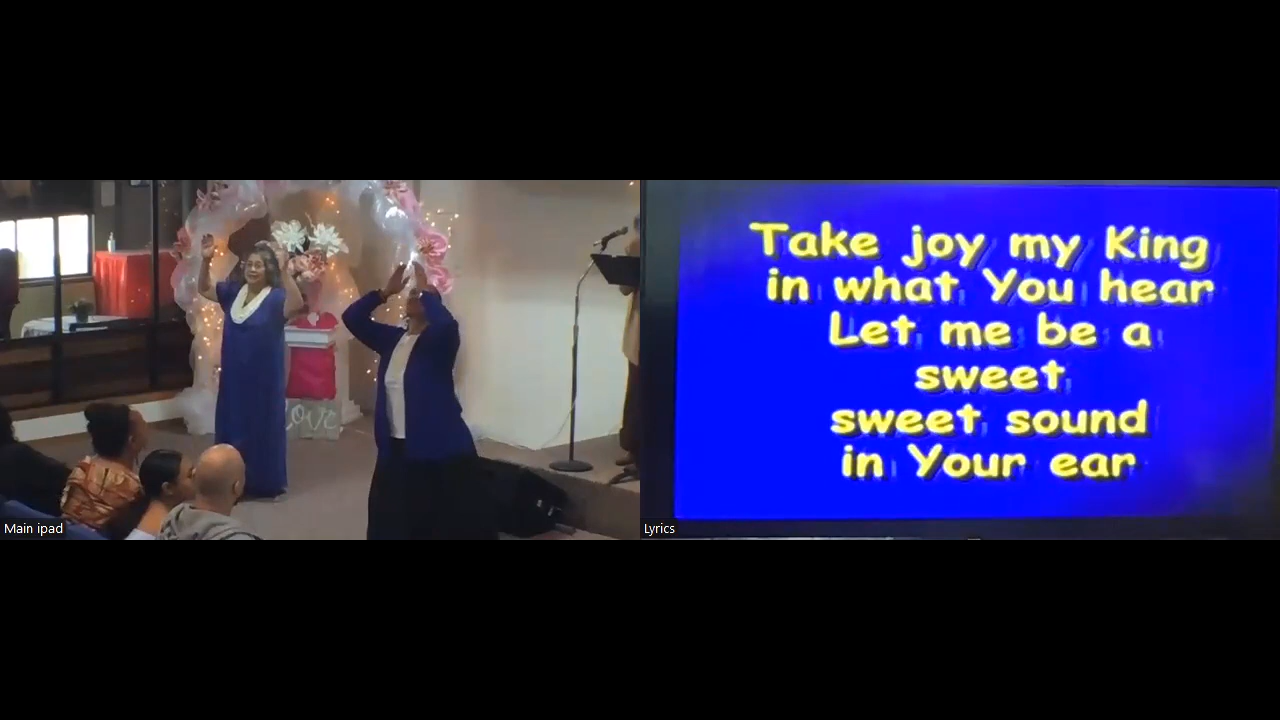 LOVE
Main ipad
Take joy my King
in what You hear
Let me be a
sweet
sweet sound
in Your ear
Lyrics